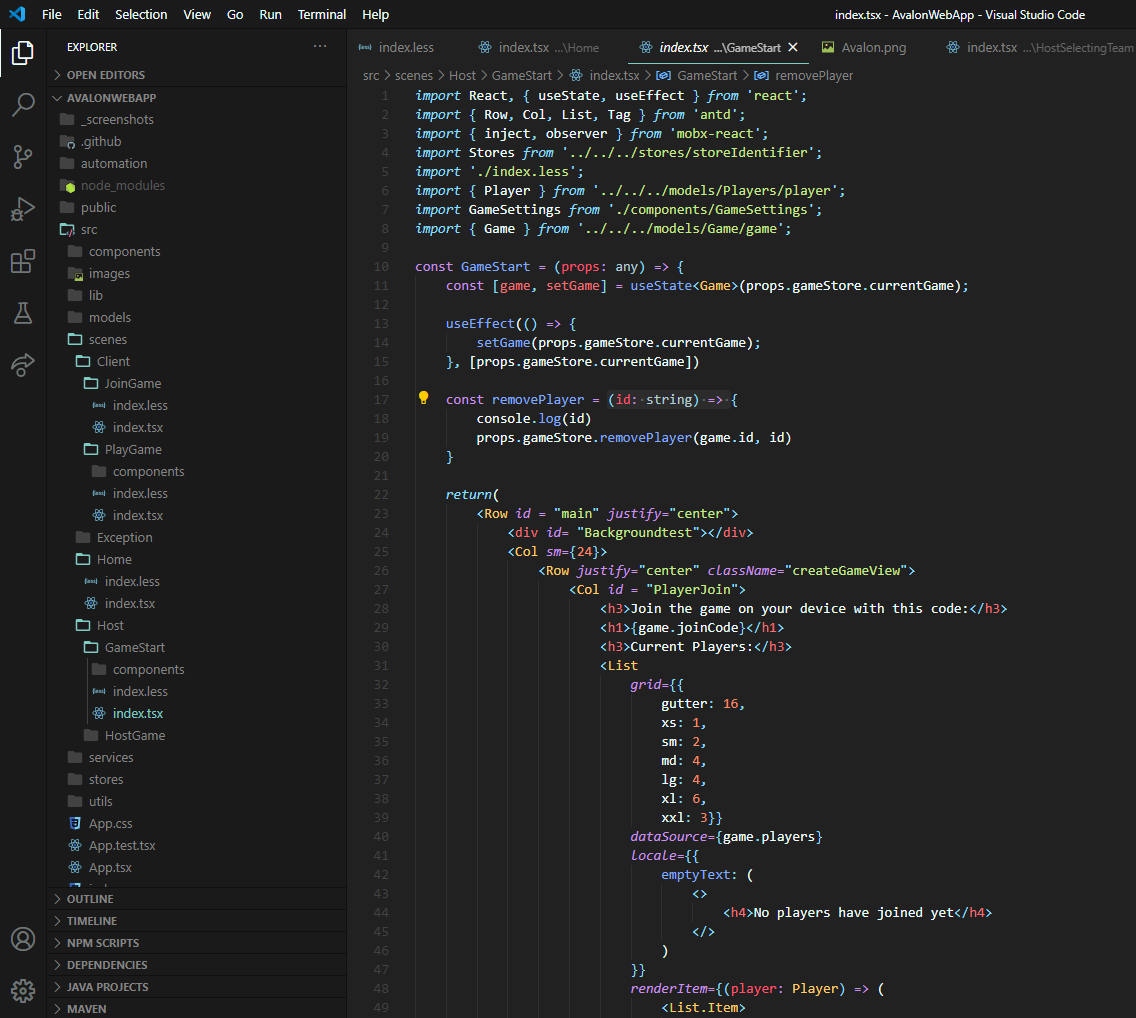 File Edit Selection View Go Run Terminal Help index.tsx - AvalonWebApp - Visual Studio Code
EXPLORER ···
OPEN EDITORS
AVALONWEBAPP
_screenshots
.github
automation
node_modules
public
src
components
images
lib
models
scenes
Client
JoinGame
index.less
index.tsx
PlayGame
components
index.less
index.tsx
Exception
Home
index.less
index.tsx
Host
GameStart
components
index.less
index.tsx
HostGame
services
stores
utils
App.css
App.test.tsx
App.tsx
OUTLINE
TIMELINE
NPM SCRIPTS
DEPENDENCIES
JAVA PROJECTS
MAVEN
index.less index.tsx ...\Home index.tsx ...\GameStart Avalon.png index.tsx ...\HostSelectingTeam
src > scenes > Host > GameStart > index.tsx > GameStart > removePlayer
1 import React, { useState, useEffect } from 'react';
2 import { Row, Col, List, Tag } from 'antd';
3 import { inject, observer } from 'mobx-react';
4 import Stores from '../../../stores/storeIdentifier';
5 import './index.less';
6 import { Player } from '../../../models/Players/player';
7 import GameSettings from './components/GameSettings';
8 import { Game } from '../../../models/Game/game';
9
10 const GameStart = (props: any) => {
11 const [game, setGame] = useState<Game>(props.gameStore.currentGame);
12
13 useEffect(() => {
14 setGame(props.gameStore.currentGame);
15 }, [props.gameStore.currentGame])
16
17 const removePlayer = (id: string) => {
18 console.log(id)
19 props.gameStore.removePlayer(game.id, id)
20 }
21
22 return(
23 <Row id = "main" justify="center">
24 <div id= "Backgroundtest"></div>
25 <Col sm={24}>
26 <Row justify="center" className="createGameView">
27 <Col id = "PlayerJoin">
28 <h3>Join the game on your device with this code:</h3>
29 <h1>{game.joinCode}</h1>
30 <h3>Current Players:</h3>
31 <List
32 grid={{
33 gutter: 16,
34 xs: 1,
35 sm: 2,
36 md: 4,
37 lg: 4,
38 xl: 6,
39 xxl: 3}}
40 dataSource={game.players}
41 locale={{
42 emptyText: (
43 <>
44 <h4>No players have joined yet</h4>
45 </>
46 )
47 }}
48 renderItem={(player: Player) => (
49 <List.Item>